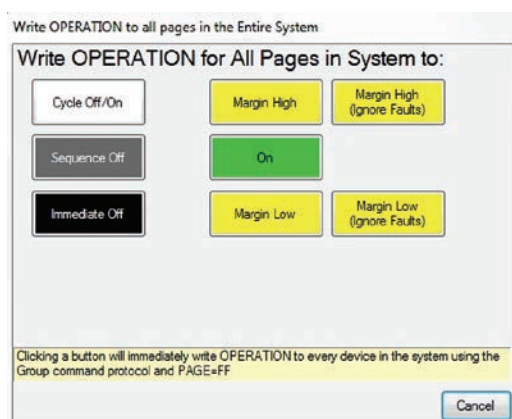 Write OPERATION to all pages in the Entire System
Write OPERATION for All Pages in System to:
Cycle Off/On
Margin High
Margin High
(Ignore Faults)
Sequence Off
On
Immediate Off
Margin Low
Margin Low
(Ignore Faults)
Clicking a button will immediately write OPERATION to every device in the system using the
Group command protocol and PAGE=FF
Cancel